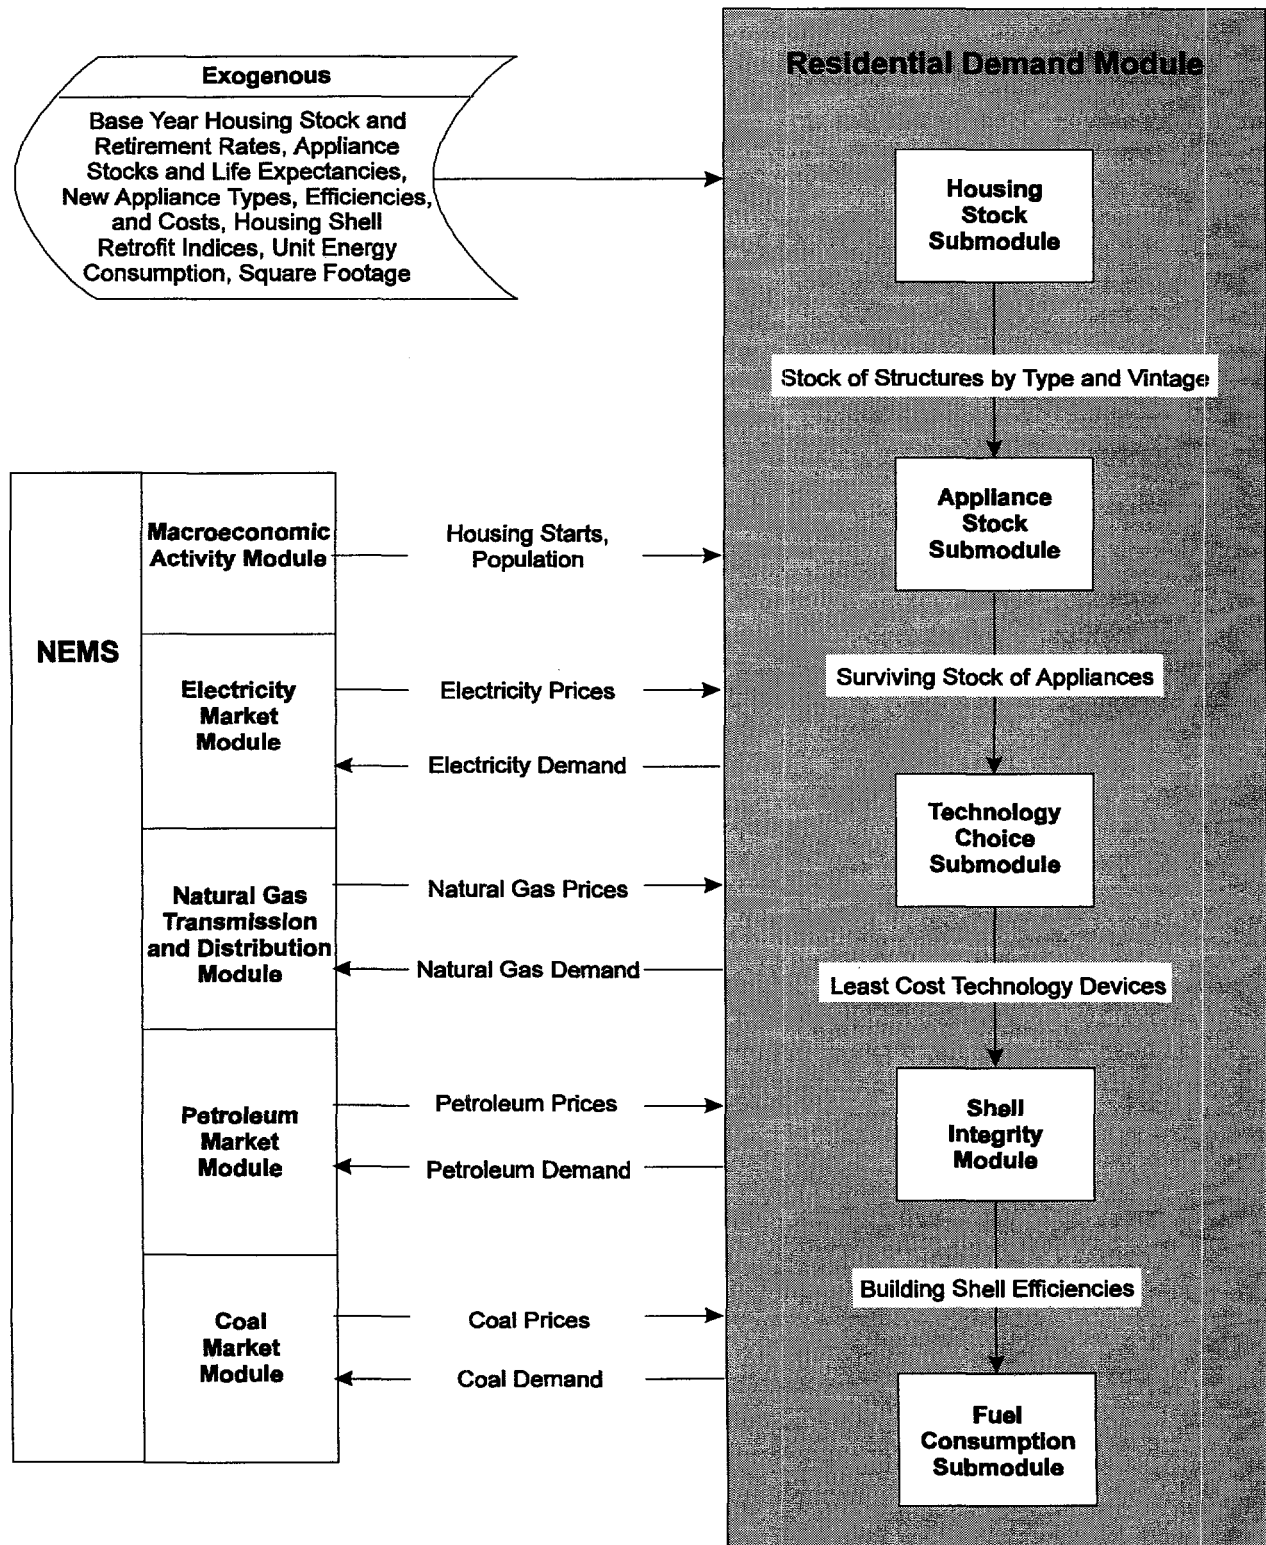 Exogenous
Base Year Housing Stock and
Retirement Rates, Appliance
Stocks and Life Expectancies,
New Appliance Types, Efficiencies,
and Costs, Housing Shell
Retrofit Indices, Unit Energy
Consumption, Square Footage
Residential Demand Module
Housing
Stock
Submodule
Stock of Structures by Type and Vintage
Appliance
Stock
Submodule
Surviving Stock of Appliances
Technology
Choice
Submodule
Least Cost Technology Devices
Shell
Integrity
Module
Building Shell Efficiencies
Fuel
Consumption
Submodule
NEMS
Macroeconomic
Activity Module
Housing Starts,
Population
Electricity
Market
Module
Electricity Prices
Electricity Demand
Natural Gas
Transmission
and Distribution
Module
Natural Gas Prices
Natural Gas Demand
Petroleum
Market
Module
Petroleum Prices
Petroleum Demand
Coal
Market
Module
Coal Prices
Coal Demand